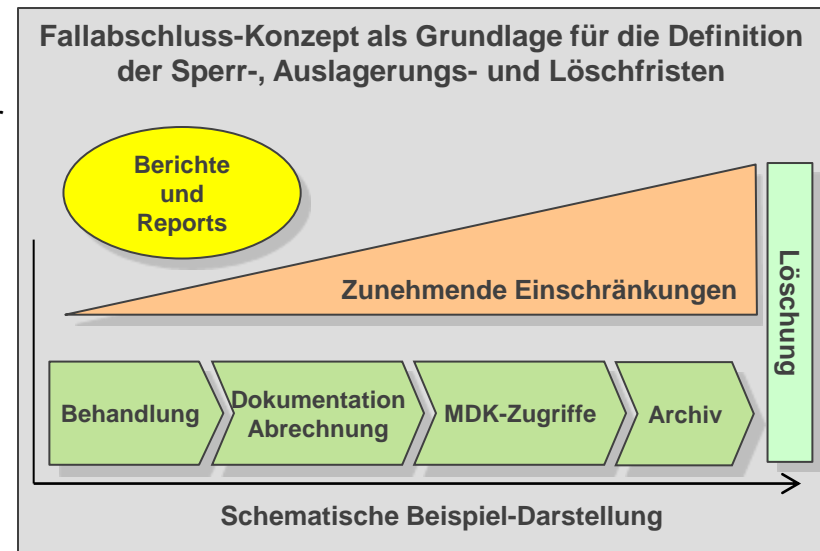 Fallabschluss-Konzept als Grundlage für die Definition
der Sperr-, Auslagerungs- und Löschfristen
Berichte
und
Reports
Zunehmende Einschränkungen
Löschung
Behandlung
Dokumentation
Abrechnung
MDK-Zugriffe
Archiv
Schematische Beispiel-Darstellung